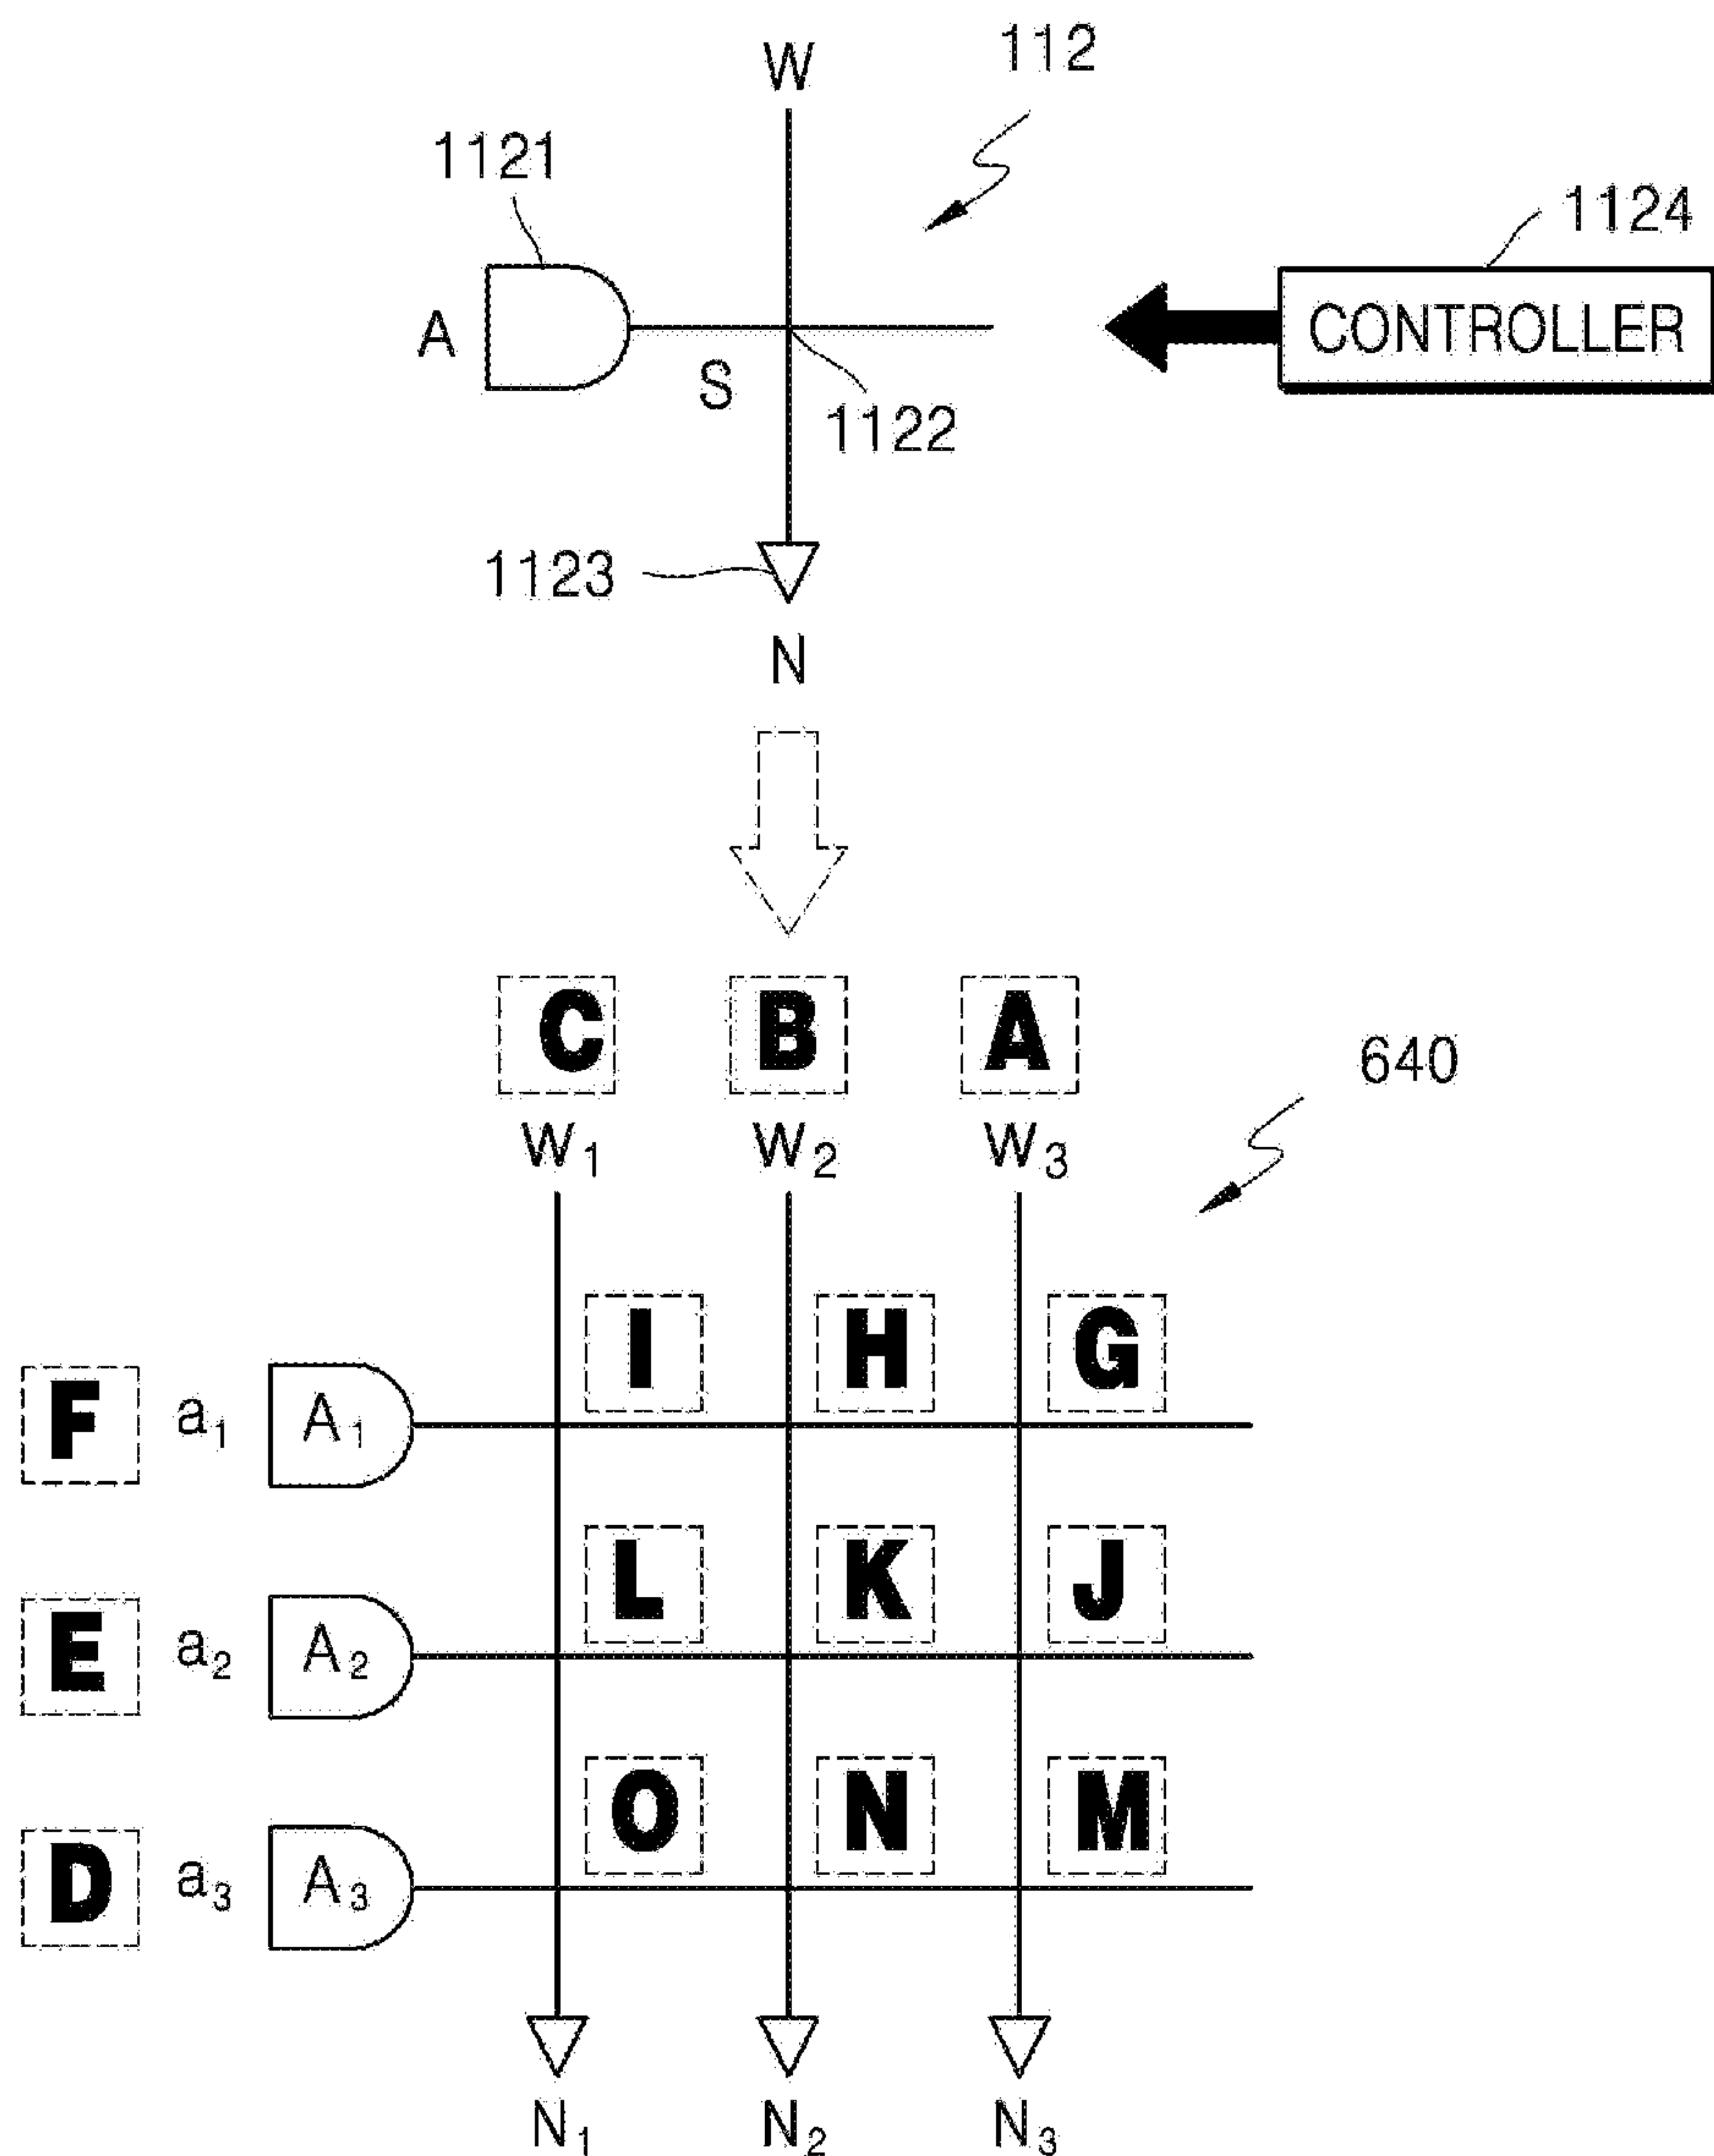 W 112
1121
1124
A CONTROLLER
S
1122
1123
N
C B A
640
W₁ W₂ W₃
I H G
F a₁ A₁
L K J
E a₂ A₂
O N M
D a₃ A₃
N₁ N₂ N₃